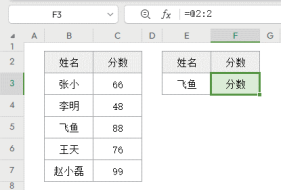 F3 fx =@2:2
A B C D E F G
1
2 姓名 分数 姓名 分数
3 张小 66 飞鱼 分数
4 李明 48
5 飞鱼 88
6 王天 76
7 赵小磊 99
8